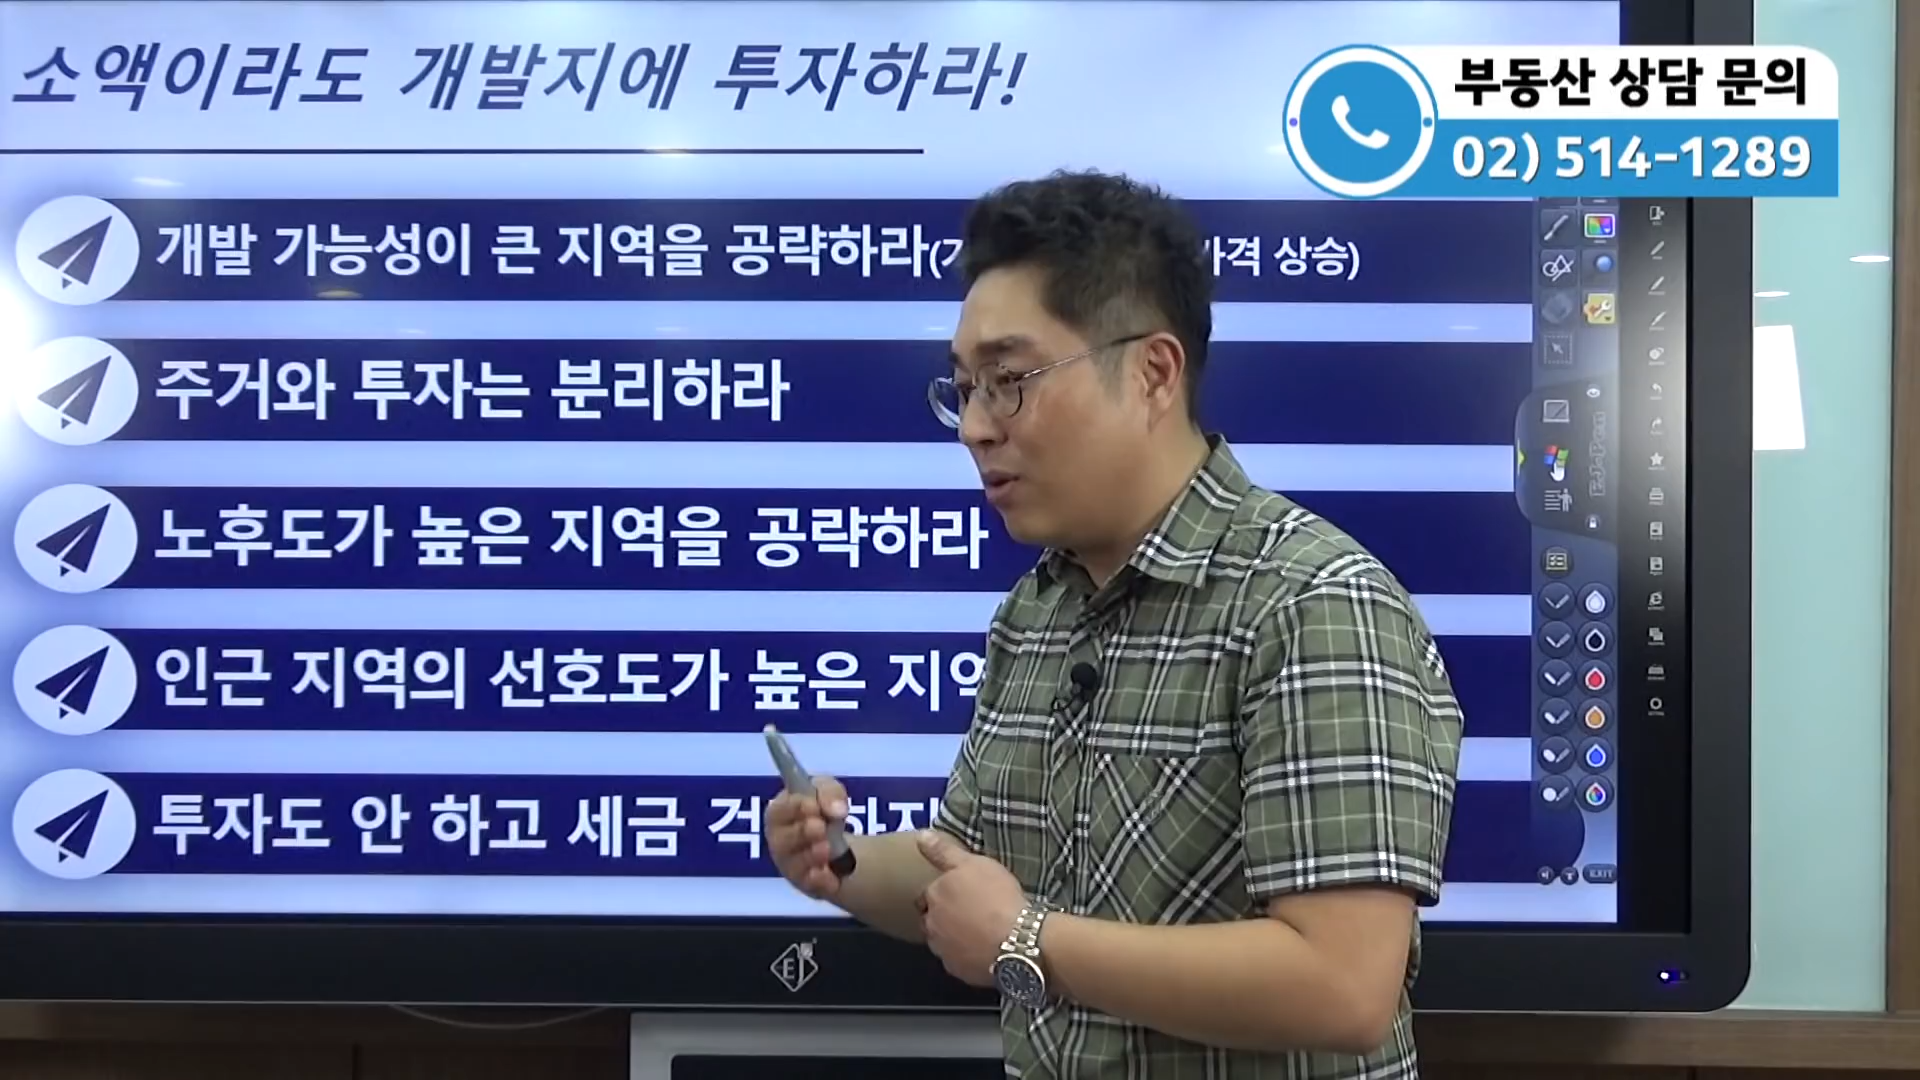 소액이라도 개발지에 투자하라!
부동산 상담 문의
02) 514-1289
개발 가능성이 큰 지역을 공략하라( 상승)
주거와 투자는 분리하라
노후도가 높은 지역을 공략하라
인근 지역의 선호도가 높은
투자도 안 하고 세금
EJ-Pen
EXIT
EJ